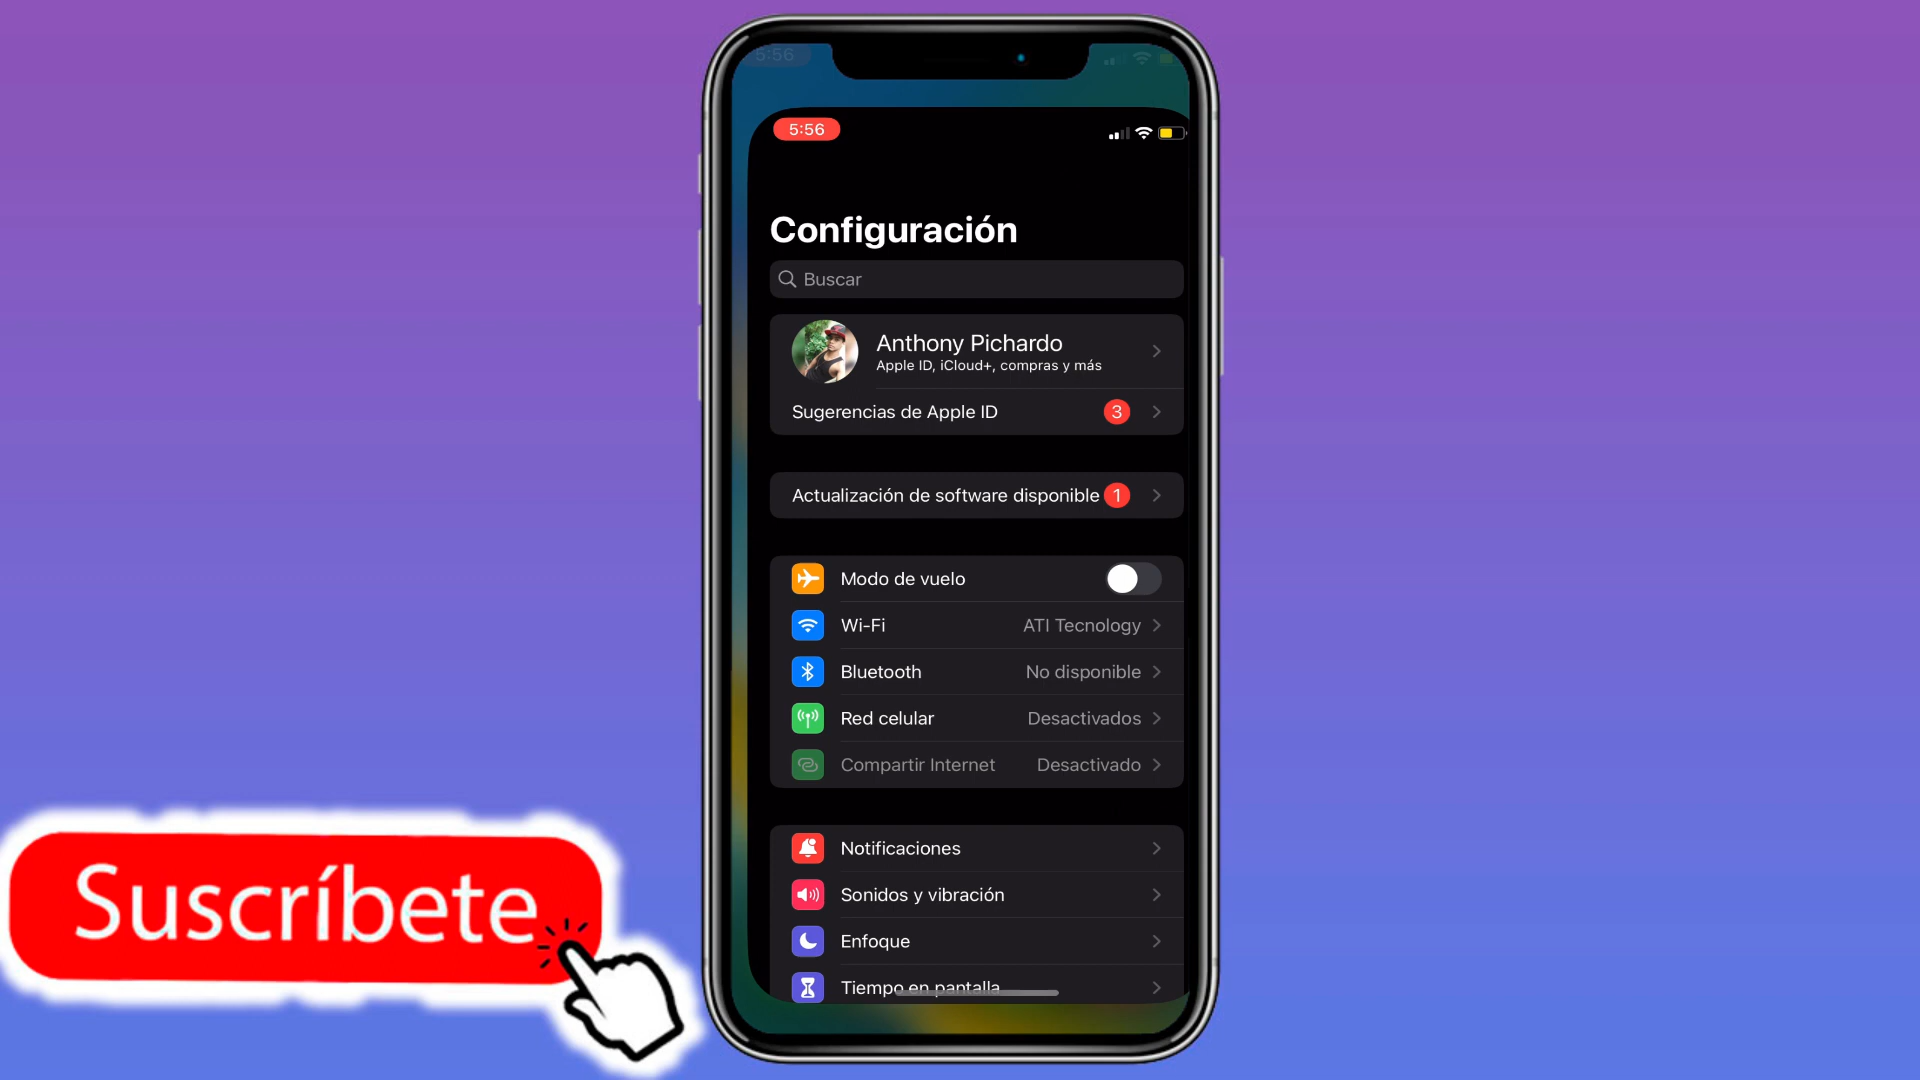 5:56
5:56
Configuración
Buscar
Anthony Pichardo
Apple ID, iCloud+, compras y más
Sugerencias de Apple ID 3
Actualización de software disponible 1
Modo de vuelo
Wi-Fi ATI Tecnology
Bluetooth No disponible
Red celular Desactivados
Compartir Internet Desactivado
Notificaciones
Sonidos y vibración
Enfoque
Tiempo en pantalla
Suscríbete